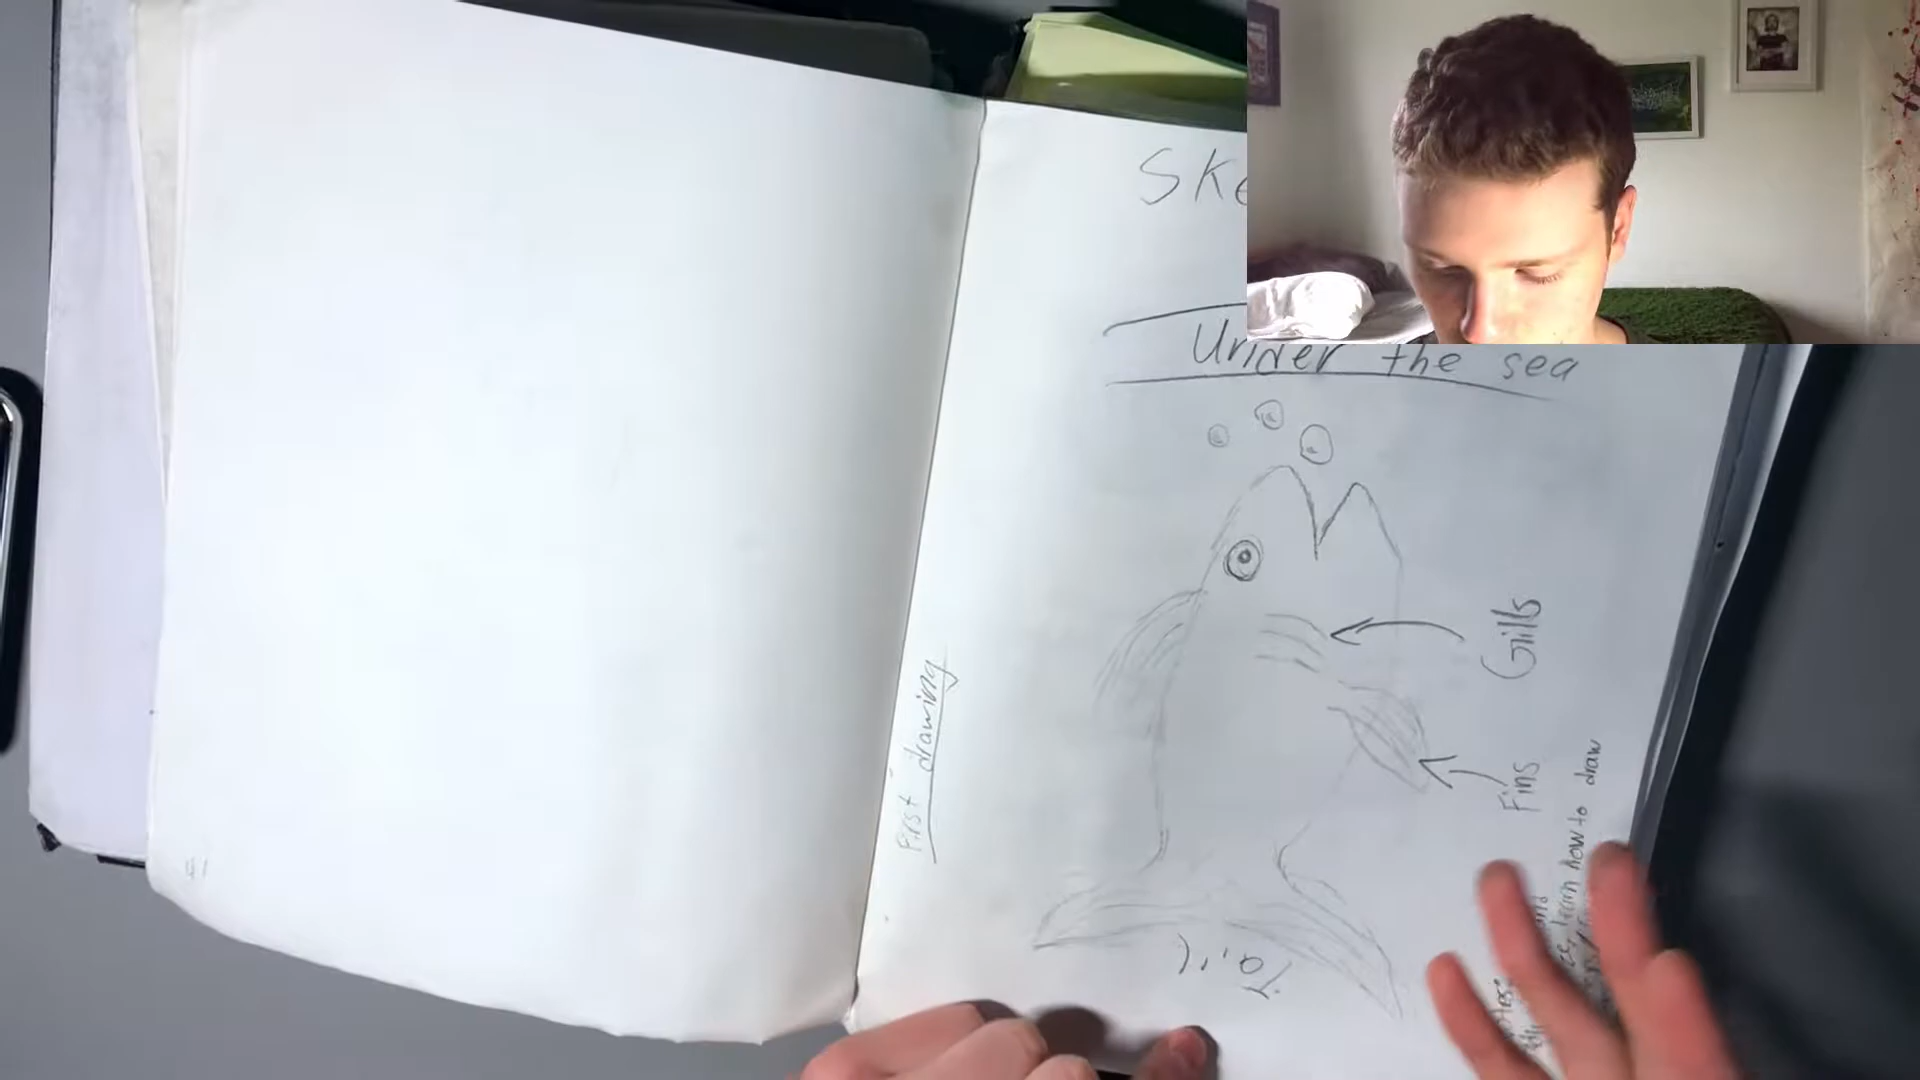 Ske
Under the sea
First drawing
Gills
Fins
Tail
learn how to draw